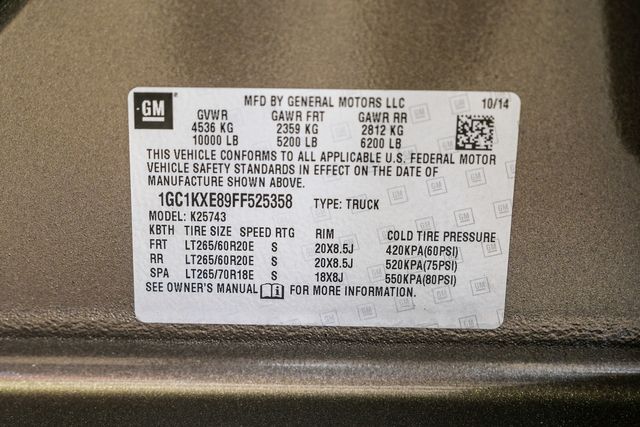 GM
MFD BY GENERAL MOTORS LLC 10/14
GVWR GAWR FRT GAWR RR
4536 KG 2359 KG 2812 KG
10000 LB 5200 LB 6200 LB
THIS VEHICLE CONFORMS TO ALL APPLICABLE U.S. FEDERAL MOTOR
VEHICLE SAFETY STANDARDS IN EFFECT ON THE DATE OF
MANUFACTURE SHOWN ABOVE.
1GC1KXE89FF525358 TYPE: TRUCK
MODEL: K25743
KBTH TIRE SIZE SPEED RTG RIM COLD TIRE PRESSURE
FRT LT265/60R20E S 20X8.5J 420KPA(60PSI)
RR LT265/60R20E S 20X8.5J 520KPA(75PSI)
SPA LT265/70R18E S 18X8J 550KPA(80PSI)
SEE OWNER'S MANUAL FOR MORE INFORMATION.